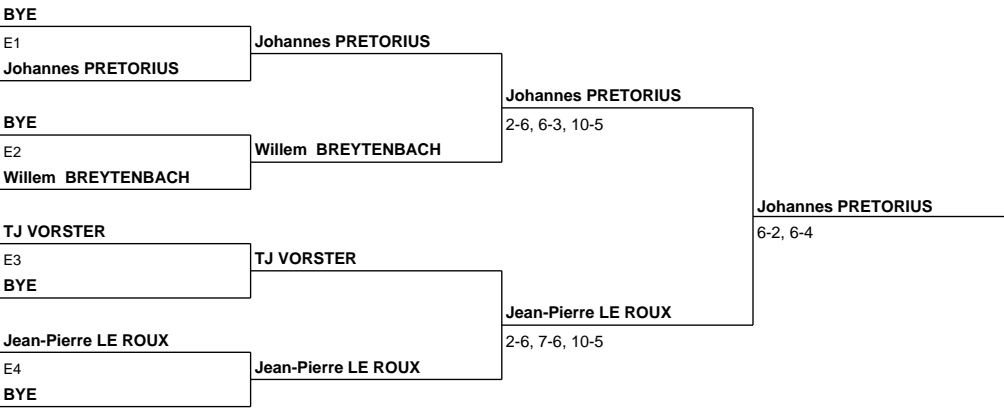 BYE
E1
Johannes PRETORIUS
BYE
E2
Willem BREYTENBACH
TJ VORSTER
E3
BYE
Jean-Pierre LE ROUX
E4
BYE
Johannes PRETORIUS
Willem BREYTENBACH
TJ VORSTER
Jean-Pierre LE ROUX
Johannes PRETORIUS
2-6, 6-3, 10-5
Jean-Pierre LE ROUX
2-6, 7-6, 10-5
Johannes PRETORIUS
6-2, 6-4